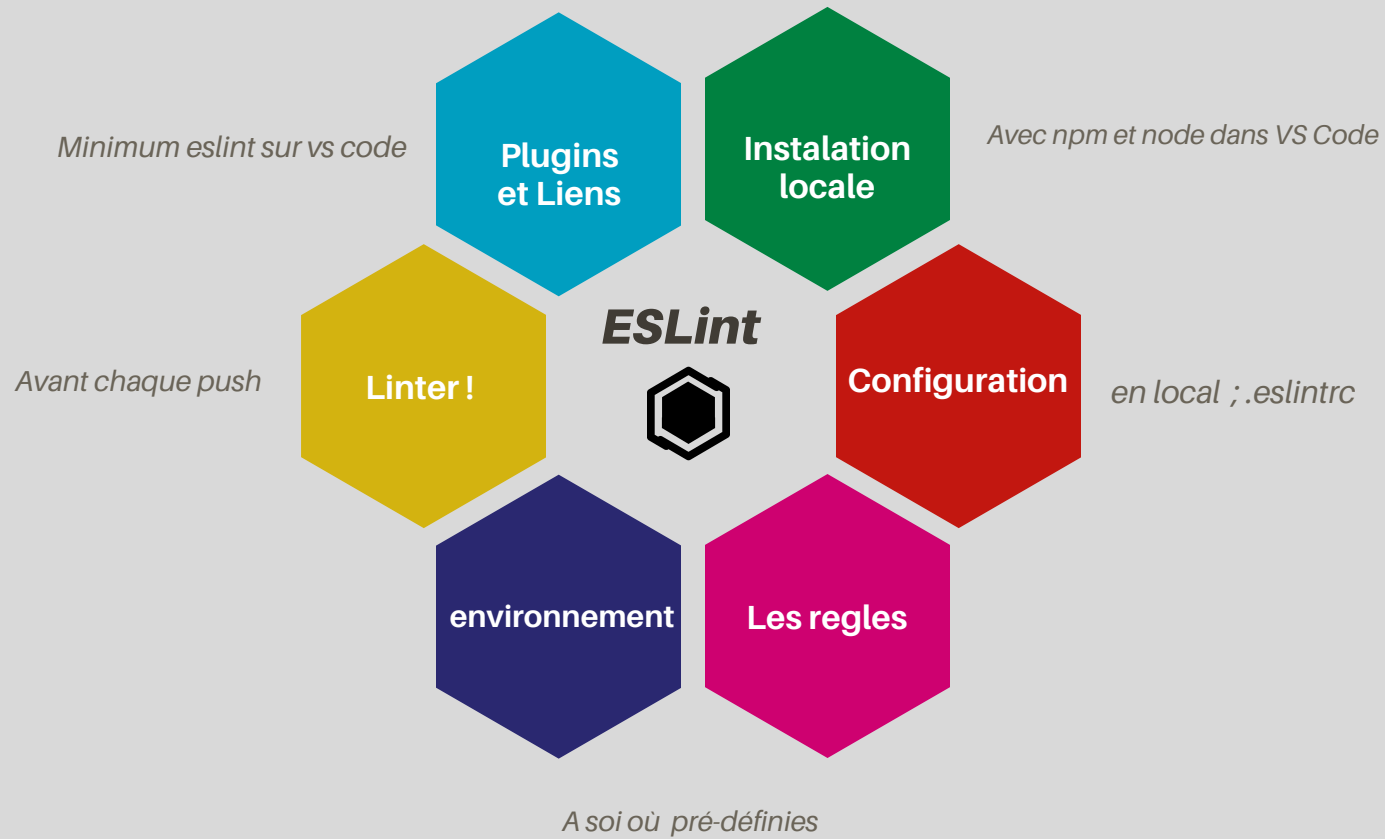 Minimum eslint sur vs code
Plugins
et Liens
Instalation
locale
Avec npm et node dans VS Code
ESLint
Avant chaque push
Linter !
Configuration
en local ; .eslintrc
environnement
Les regles
A soi où pré-définies